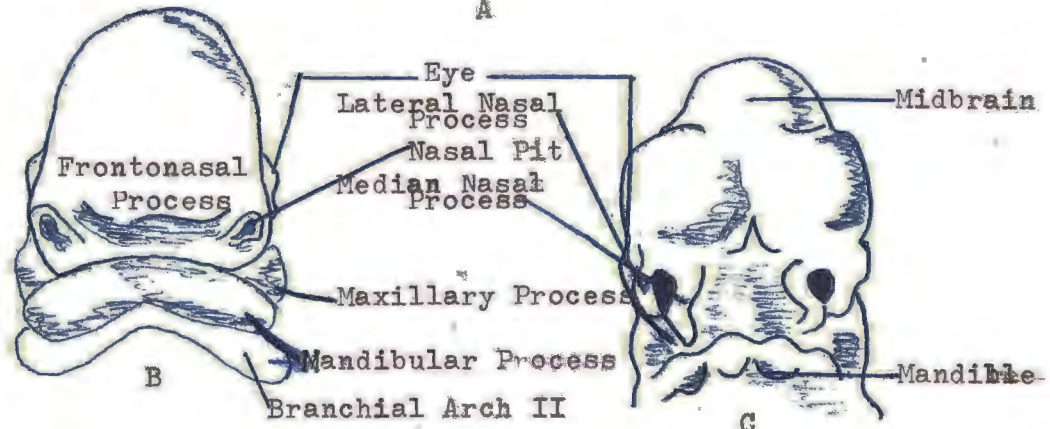 A
Eye
Lateral Nasal
Process
Nasal Pit
Midbrain
Frontonasal
Process
Median Nasal
Process
Maxillary Process
Mandibular Process
Mandible
B
Branchial Arch II
C